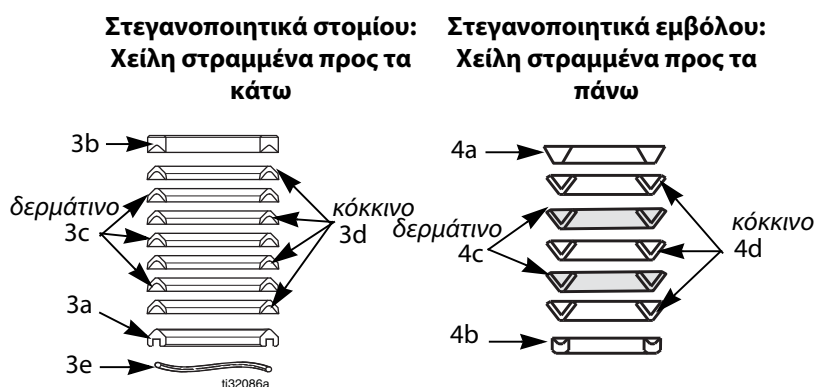 Στεγανοποιητικά στομίου:
Χείλη στραμμένα προς τα
κάτω
3b
δερμάτινο
3c
κόκκινο
3d
3a
3e
ti32086a
Στεγανοποιητικά εμβόλου:
Χείλη στραμμένα προς τα
πάνω
4a
δερμάτινο
4c
κόκκινο
4d
4b